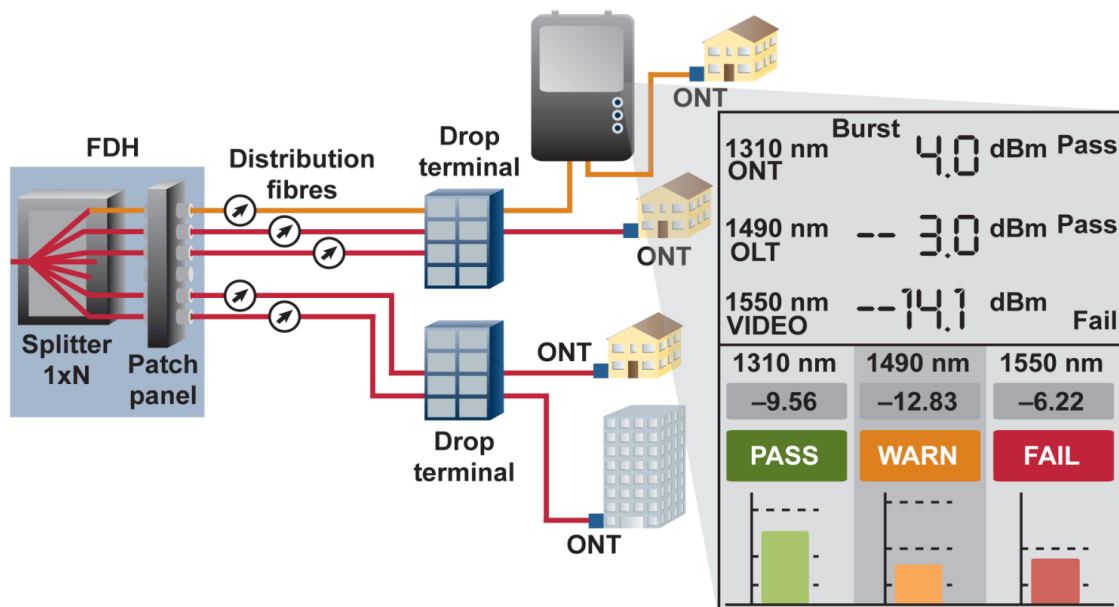 FDH
Splitter
1xN
Patch
panel
Distribution
fibres
Drop
terminal
Drop
terminal
ONT
ONT
ONT
ONT
Burst
1310 nm
ONT
4.0 dBm Pass
1490 nm
OLT
-- 3.0 dBm Pass
1550 nm
VIDEO
--14.1 dBm Fail
1310 nm 1490 nm 1550 nm
–9.56 –12.83 –6.22
PASS WARN FAIL